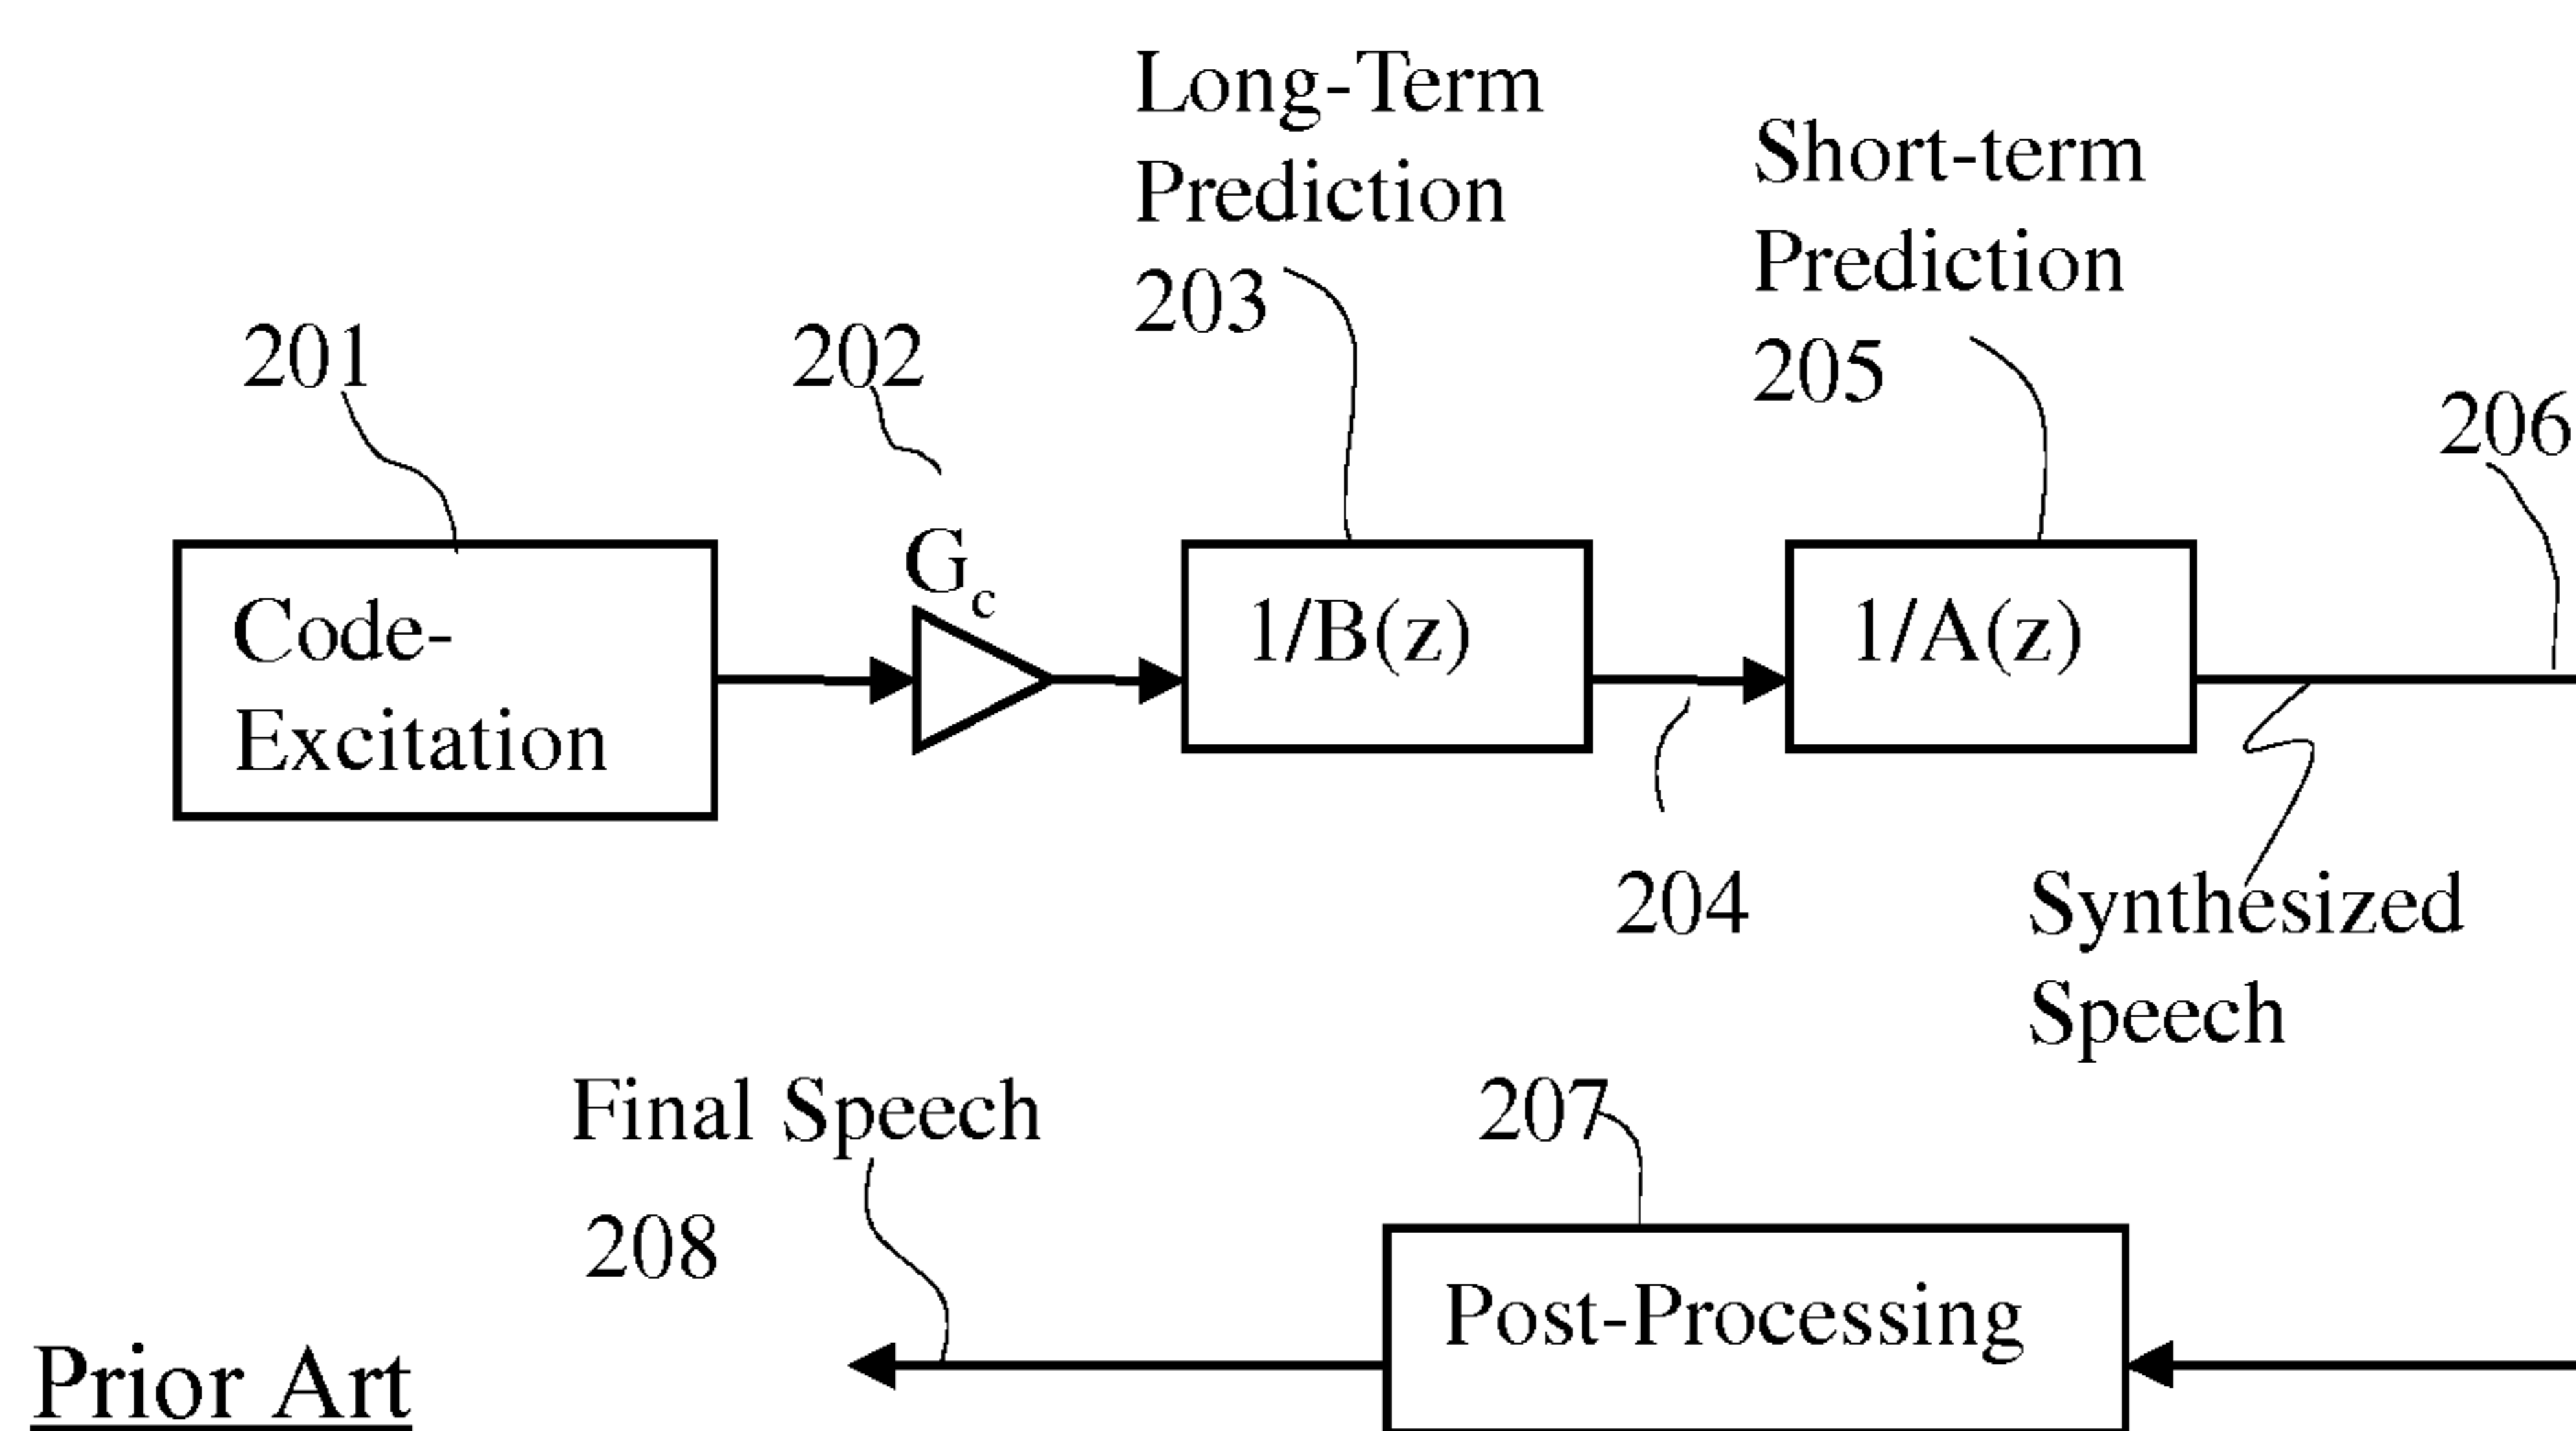 Long-Term
Prediction
203
Short-term
Prediction
205
201
202
206
G_c
Code-
Excitation
1/B(z)
1/A(z)
204
Synthesized
Speech
Final Speech
208
207
Post-Processing
Prior Art